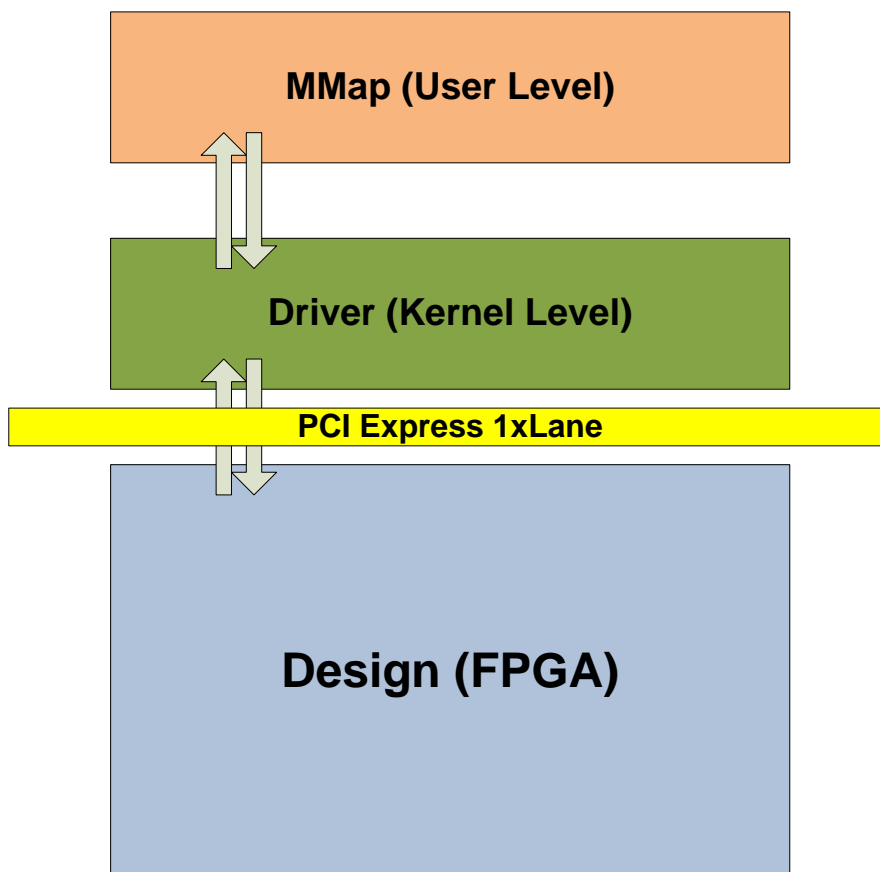 MMap (User Level)
Driver (Kernel Level)
PCI Express 1xLane
Design (FPGA)